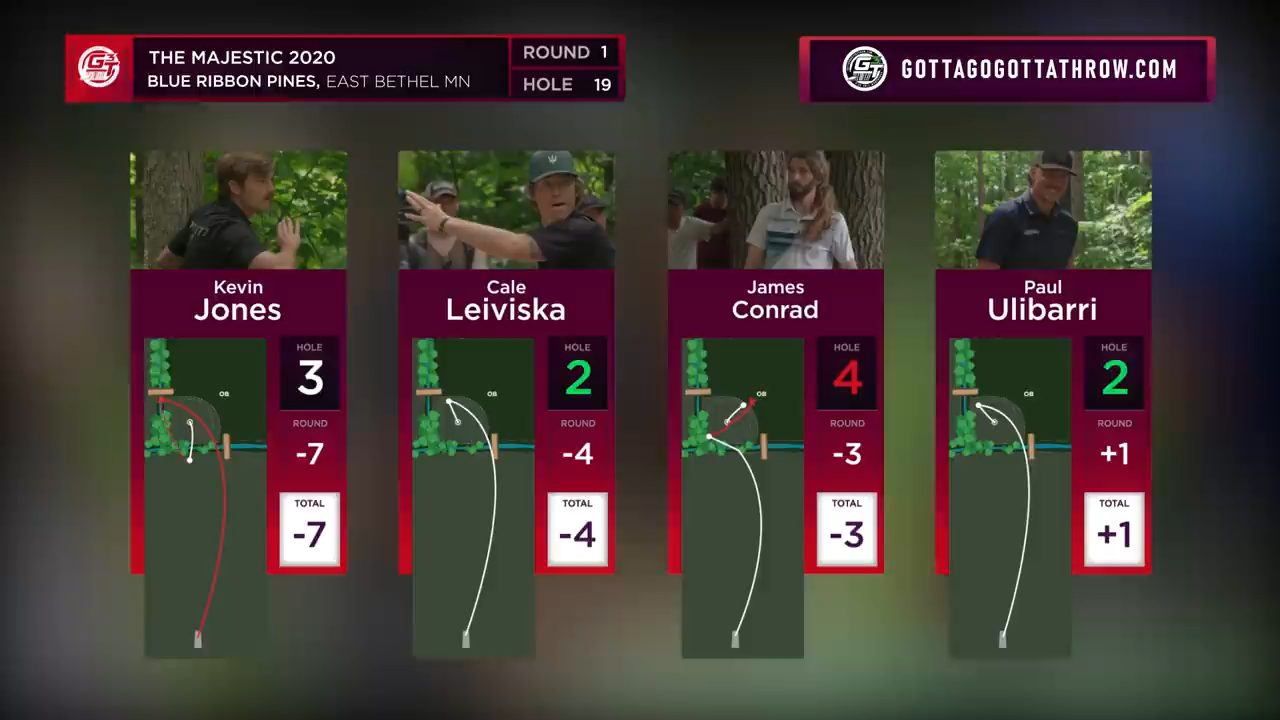 THE MAJESTIC 2020
BLUE RIBBON PINES, EAST BETHEL MN
ROUND 1
HOLE 19
GOTTAGOGOTTATHROW.COM
Kevin
Jones
HOLE
3
OB
ROUND
-7
TOTAL
-7
Cale
Leiviska
HOLE
2
OB
ROUND
-4
TOTAL
-4
James
Conrad
HOLE
4
OB
ROUND
-3
TOTAL
-3
Paul
Ulibarri
HOLE
2
OB
ROUND
+1
TOTAL
+1